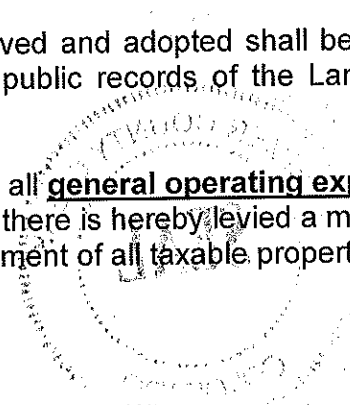 ved and adopted shall be
public records of the Lar
all general operating exp
there is hereby levied a m
ment of all taxable propert